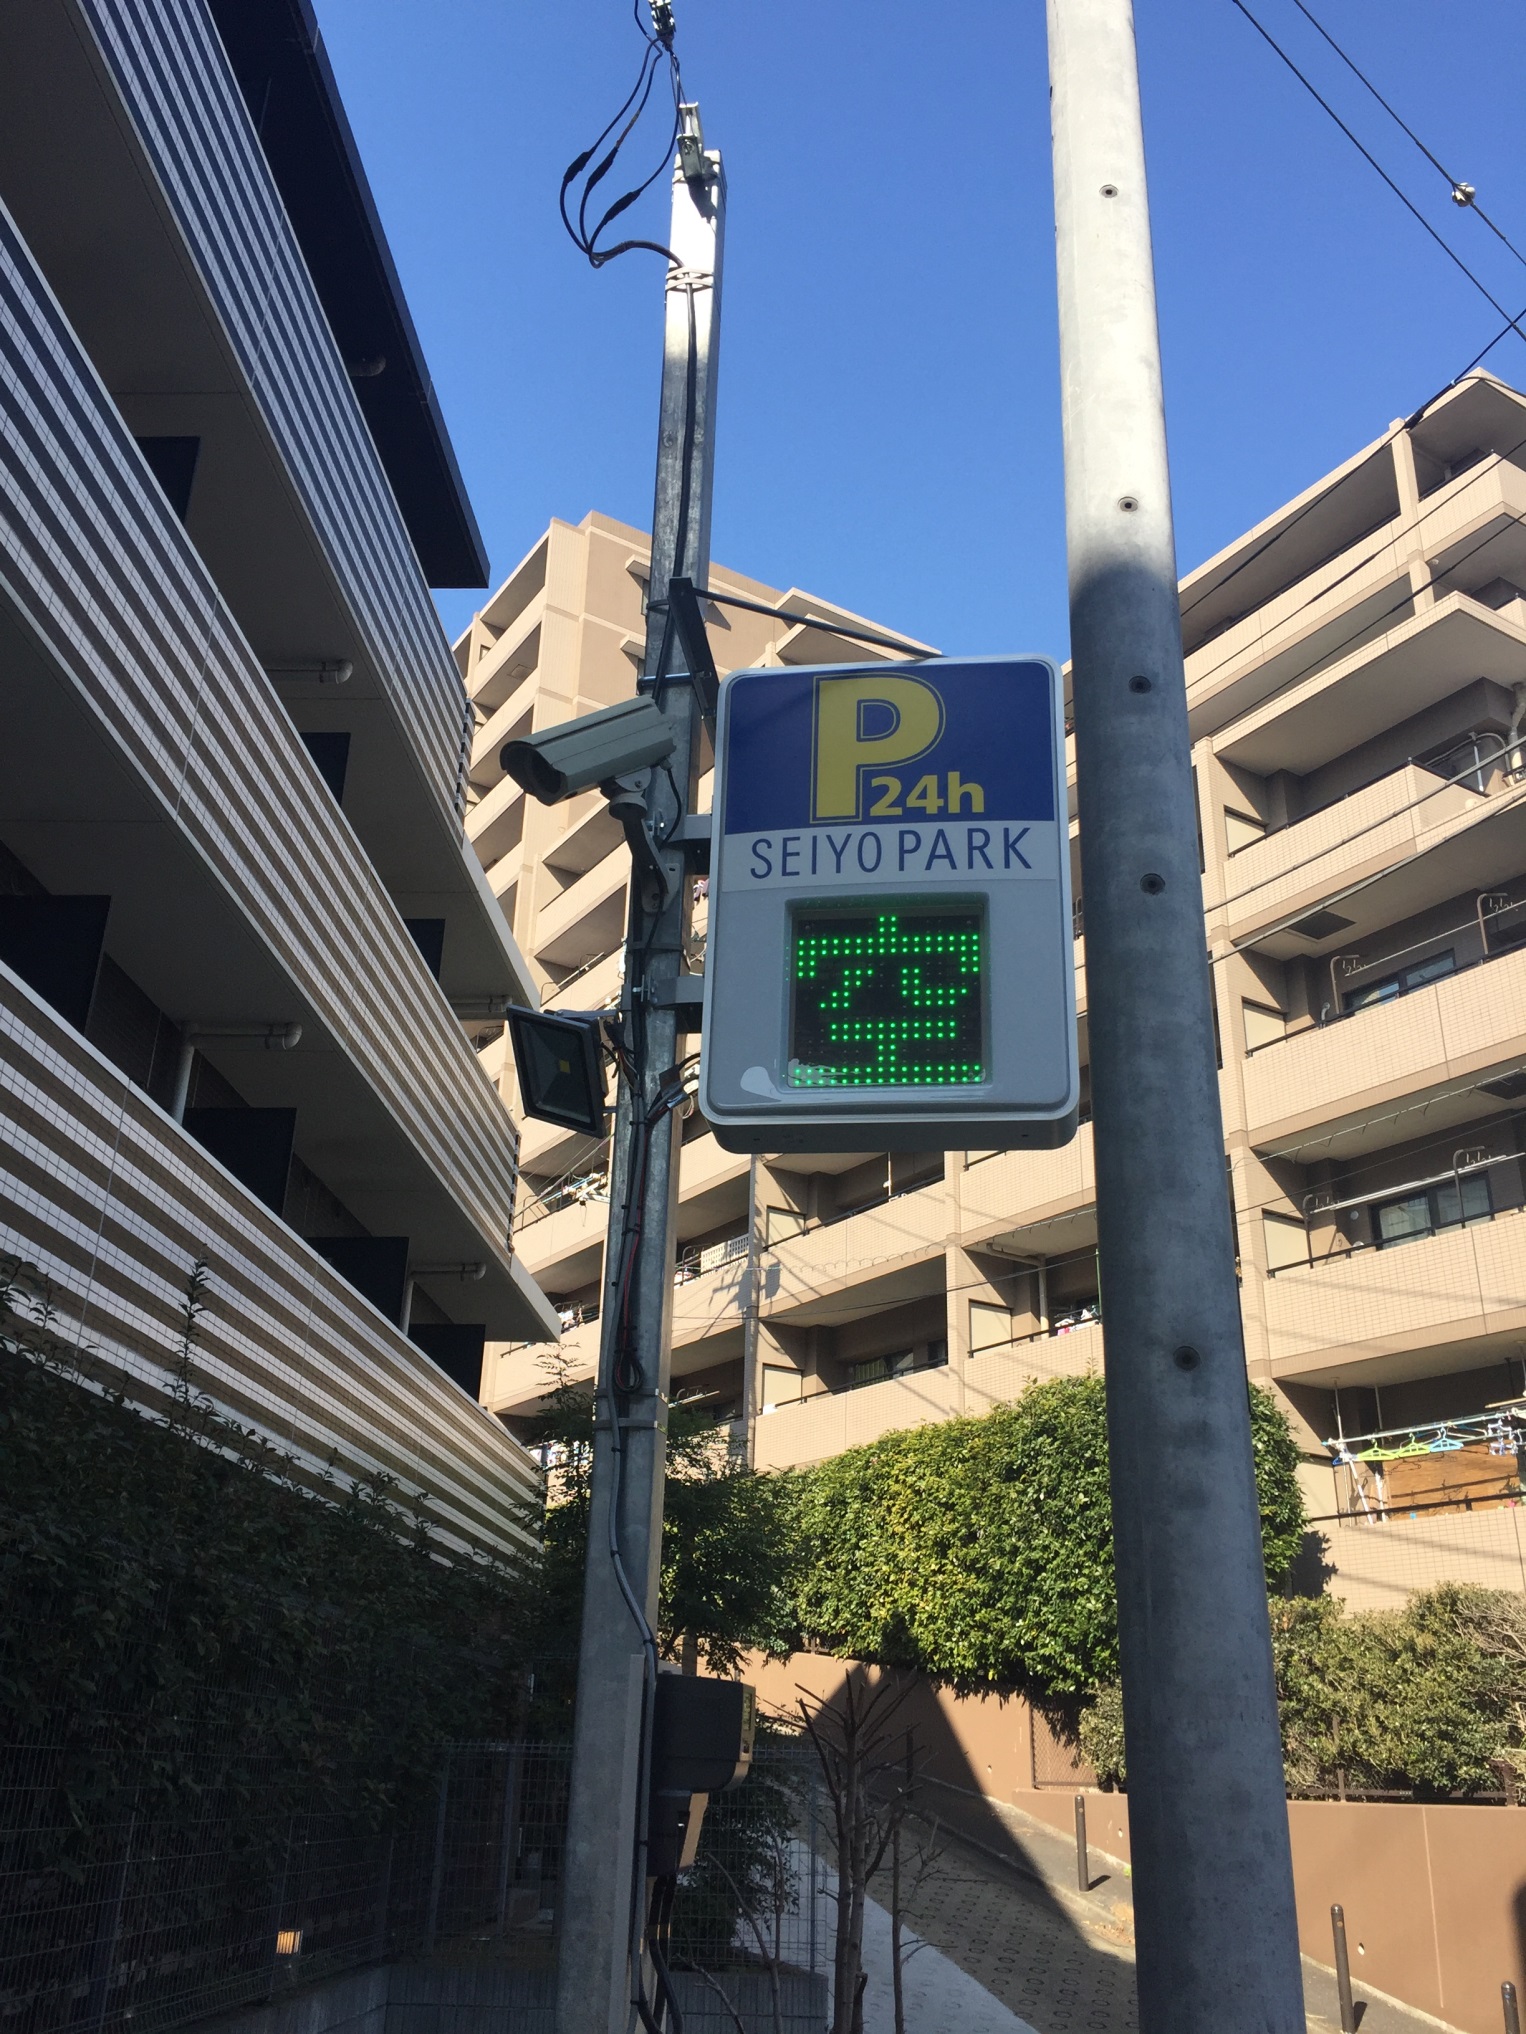 P
24h
SEIYO PARK
空